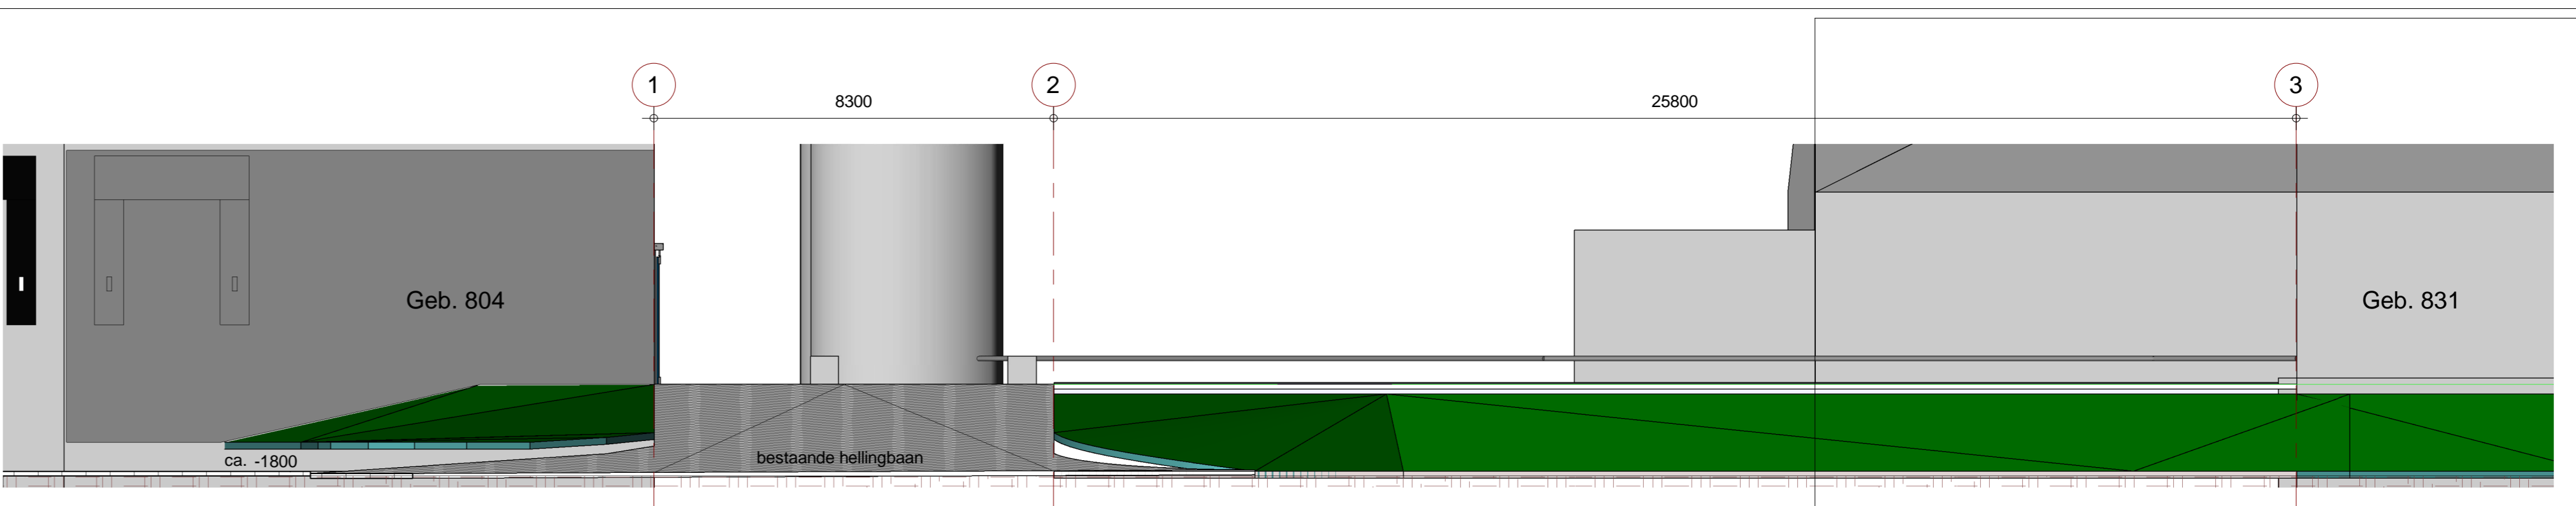 1
2
3
8300
25800
Geb. 804
Geb. 831
bestaande hellingbaan
ca. -1800